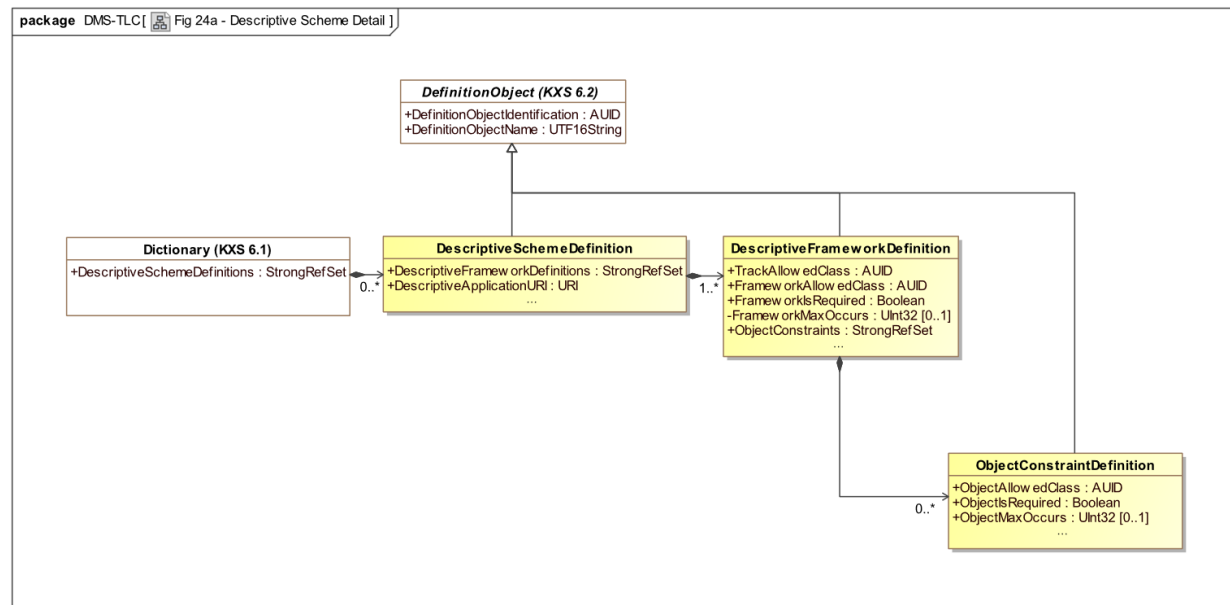 package DMS-TLC[ Fig 24a - Descriptive Scheme Detail ]
DefinitionObject (KXS 6.2)
+DefinitionObjectIdentification : AUID
+DefinitionObjectName : UTF16String
Dictionary (KXS 6.1)
+DescriptiveSchemeDefinitions : StrongRefSet
0..*
DescriptiveSchemeDefinition
+DescriptiveFrameworkDefinitions : StrongRefSet
+DescriptiveApplicationURI : URI
...
1..*
DescriptiveFrameworkDefinition
+TrackAllowedClass : AUID
+FrameworkAllowedClass : AUID
+FrameworkIsRequired : Boolean
-FrameworkMaxOccurs : UInt32 [0..1]
+ObjectConstraints : StrongRefSet
...
0..*
ObjectConstraintDefinition
+ObjectAllowedClass : AUID
+ObjectIsRequired : Boolean
+ObjectMaxOccurs : UInt32 [0..1]
...